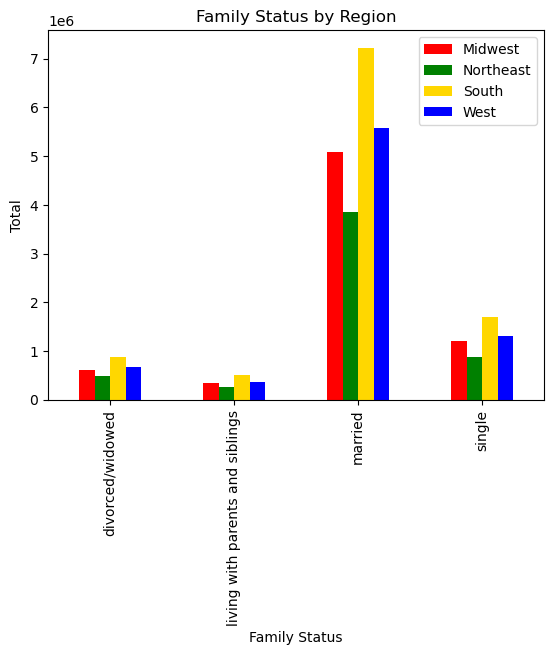 Family Status by Region
1e6
Midwest
Northeast
South
West
7
6
5
4
3
2
1
0
Total
divorced/widowed
living with parents and siblings
married
single
Family Status